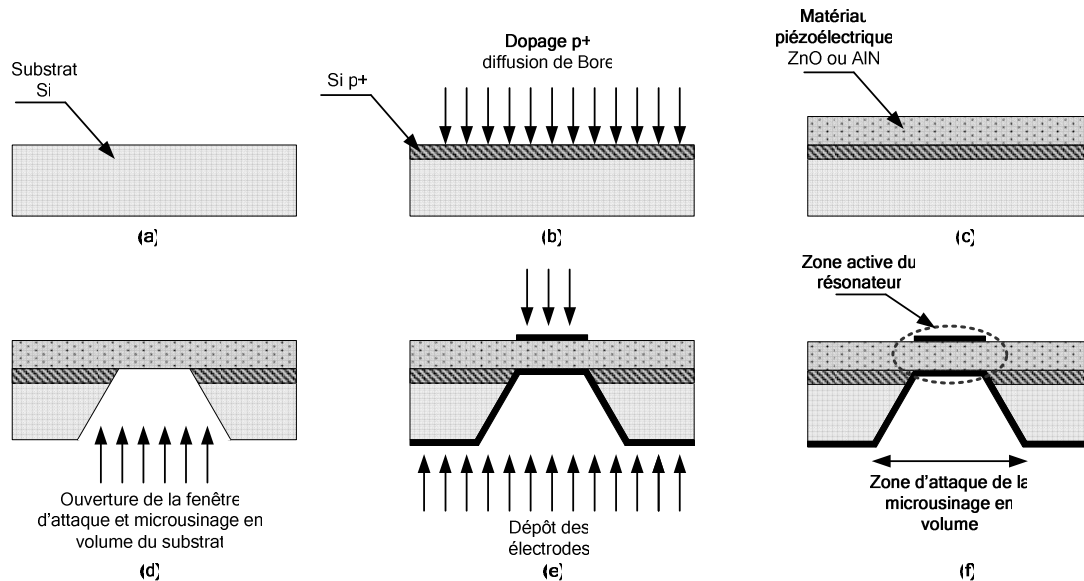 Substrat
Si
(a)
Dopage p+
diffusion de Bore
Si p+
(b)
Matériau
piézoélectrique
ZnO ou AlN
(c)
Ouverture de la fenêtre
d'attaque et microusinage en
volume du substrat
(d)
Dépôt des
électrodes
(e)
Zone active du
résonateur
Zone d'attaque de la
microusinage en
volume
(f)